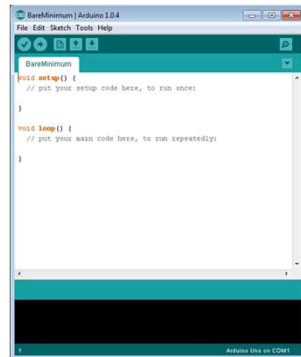 BareMinimum | Arduino 1.0.4
File Edit Sketch Tools Help
BareMinimum
void setup() {
// put your setup code here, to run once:
}
void loop() {
// put your main code here, to run repeatedly:
}
1
Arduino Uno on COM1